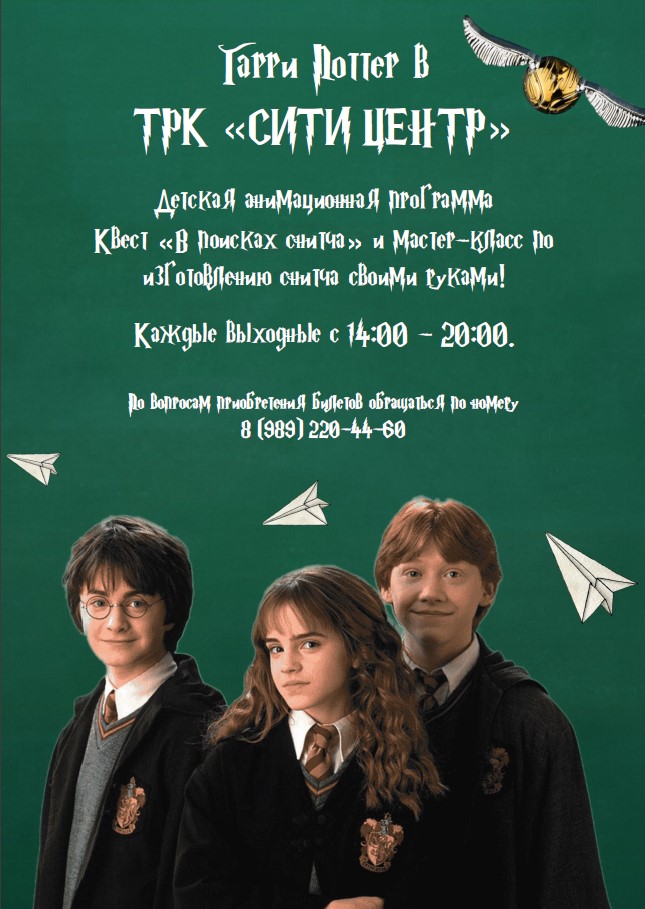 Гарри Поттер в
ТРК «СИТИ ЦЕНТР»
Детская анимационная программа
Квест «В поисках снитча» и мастер-класс по
изготовлению снитча своими руками!
Каждые выходные с 14:00 - 20:00.
По вопросам приобретения билетов обращаться по номеру
8 (989) 220-44-60